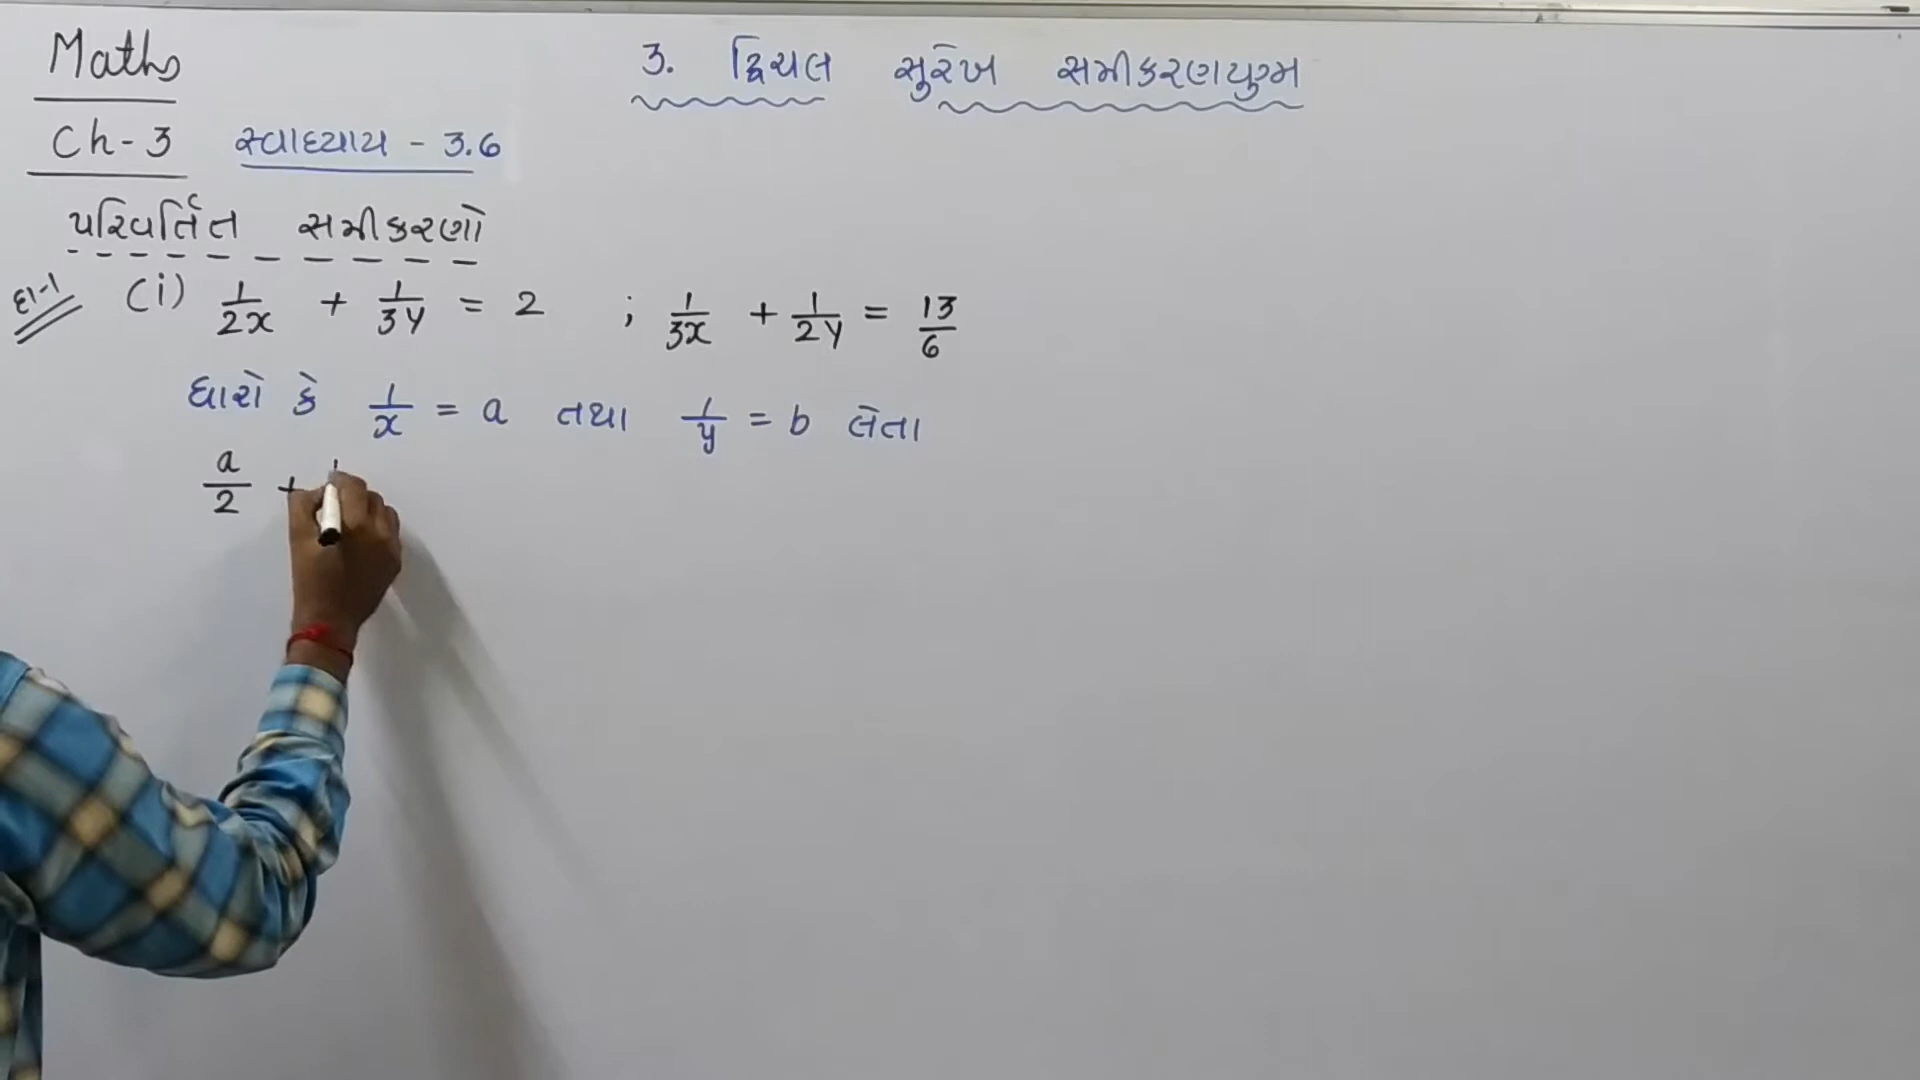 Maths
3. દ્વિચલ સુરેખ સમીકરણયુગ્મ
Ch-3 સ્વાધ્યાય - 3.6
પરિવર્તિત સમીકરણો
દા-1 (i) 1/2x + 1/3y = 2 ; 1/3x + 1/2y = 13/6
ધારો કે 1/x = a તથા 1/y = b લેતા
a/2 +